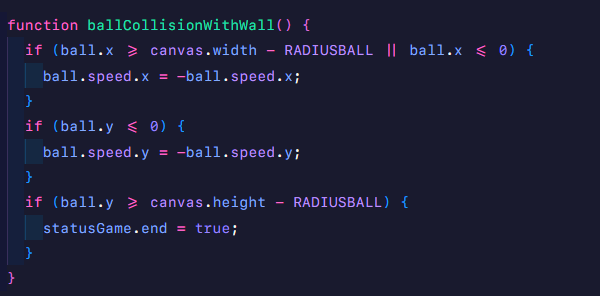 function ballCollisionWithWall() {
  if (ball.x >= canvas.width - RADIUSBALL || ball.x <= 0) {
    ball.speed.x = -ball.speed.x;
  }
  if (ball.y <= 0) {
    ball.speed.y = -ball.speed.y;
  }
  if (ball.y >= canvas.height - RADIUSBALL) {
    statusGame.end = true;
  }
}